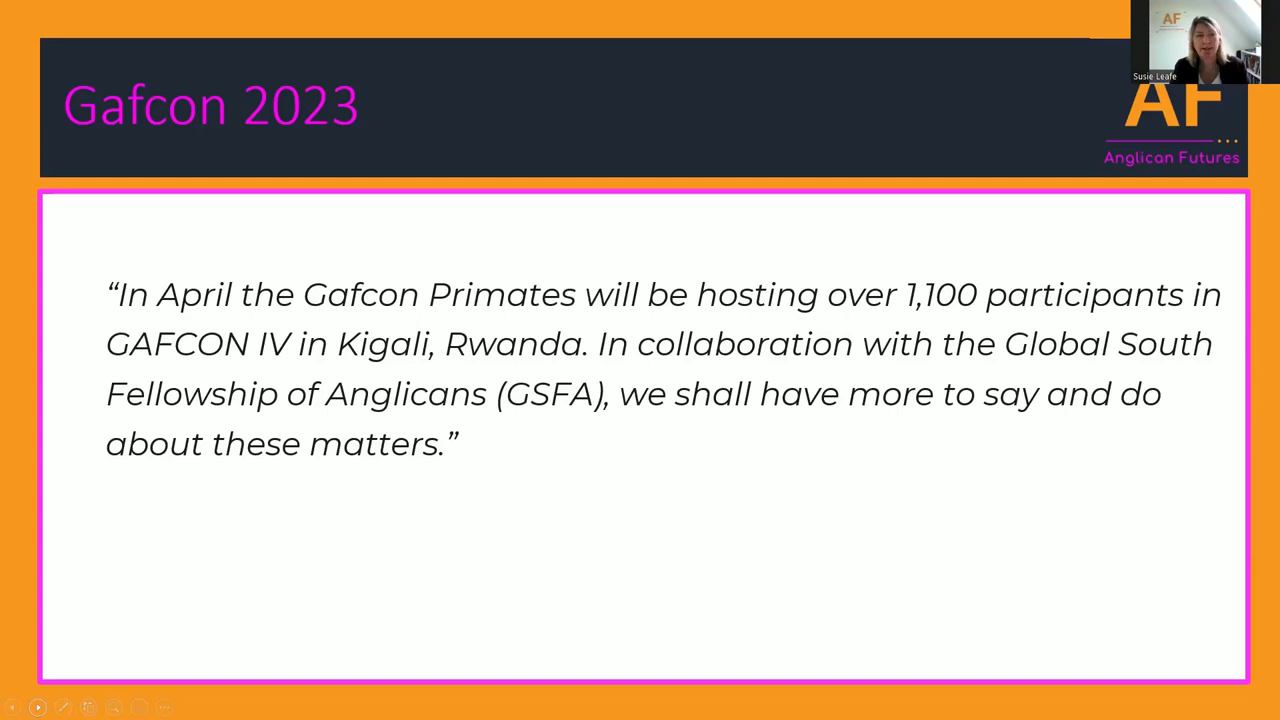 Gafcon 2023
AF
Susie Leafe
AF
Anglican Futures
“In April the Gafcon Primates will be hosting over 1,100 participants in
GAFCON IV in Kigali, Rwanda. In collaboration with the Global South
Fellowship of Anglicans (GSFA), we shall have more to say and do
about these matters.”